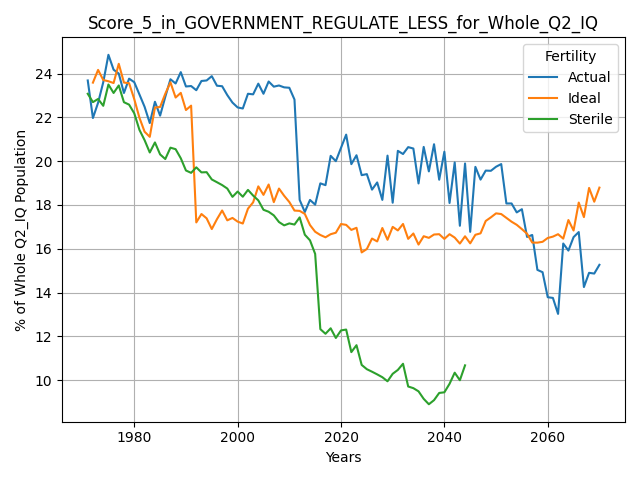 Score_5_in_GOVERNMENT_REGULATE_LESS_for_Whole_Q2_IQ
% of Whole Q2_IQ Population
24
22
20
18
16
14
12
10
Fertility
Actual
Ideal
Sterile
1980 2000 2020 2040 2060
Years